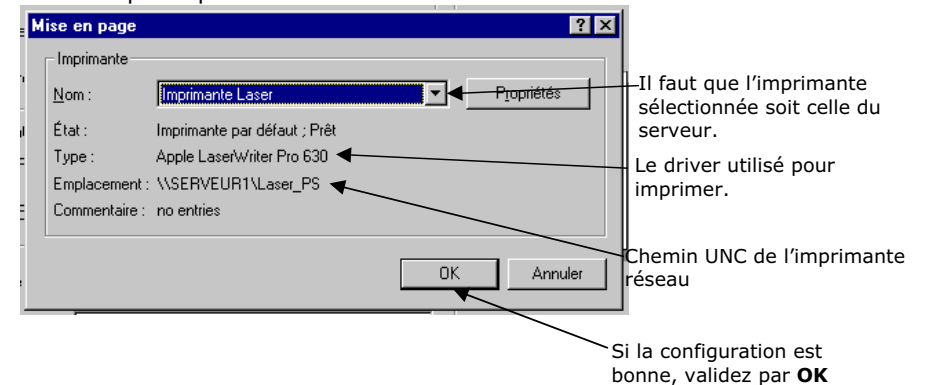 Mise en page
Imprimante
Nom :
Imprimante Laser
Propriétés
État :
Imprimante par défaut ; Prêt
Type :
Apple LaserWriter Pro 630
Emplacement :
\\SERVEUR1\Laser_PS
Commentaire :
no entries
OK
Annuler
Il faut que l’imprimante
sélectionnée soit celle du
serveur.
Le driver utilisé pour
imprimer.
Chemin UNC de l’imprimante
réseau
Si la configuration est
bonne, validez par OK